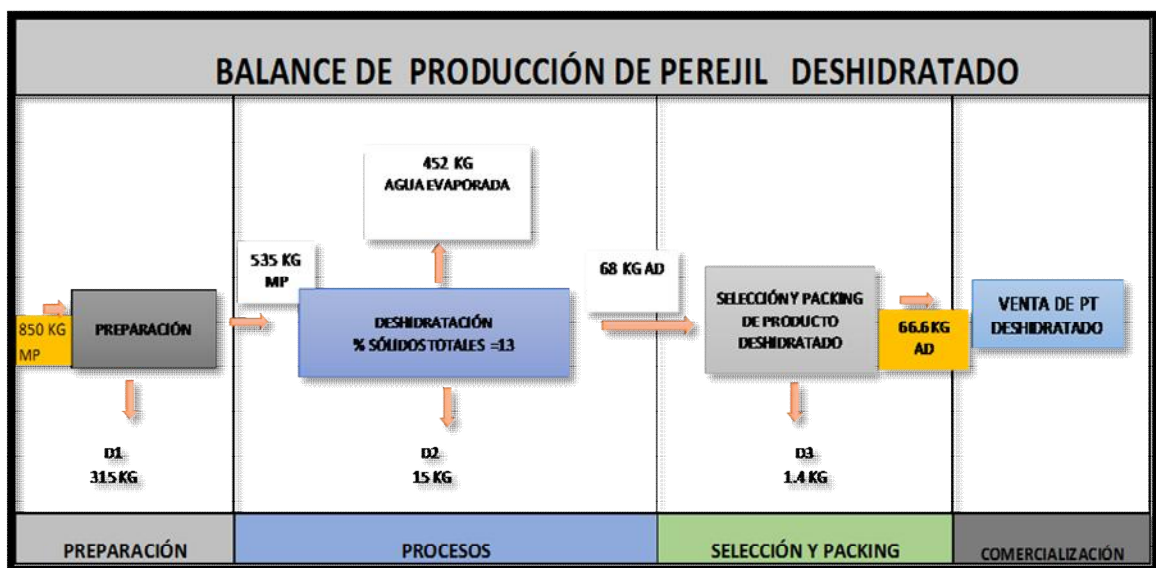 BALANCE DE PRODUCCIÓN DE PEREJIL DESHIDRATADO
452 KG
AGUA EVAPORADA
535 KG
MP
68 KG AD
850 KG
MP
PREPARACIÓN
DESHIDRATACIÓN
% SÓLIDOS TOTALES =13
SELECCIÓN Y PACKING
DE PRODUCTO
DESHIDRATADO
66.6 KG
AD
VENTA DE PT
DESHIDRATADO
D1
315 KG
D2
15 KG
D3
1.4 KG
PREPARACIÓN
PROCESOS
SELECCIÓN Y PACKING
COMERCIALIZACIÓN